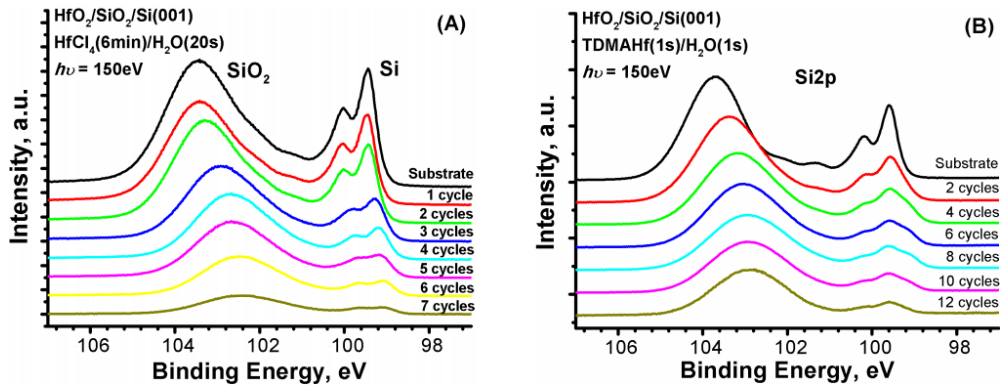 HfO₂/SiO₂/Si(001)
(A)
HfCl₄(6min)/H₂O(20s)
hυ = 150eV
SiO₂
Si
Substrate
1 cycle
2 cycles
3 cycles
4 cycles
5 cycles
6 cycles
7 cycles
Intensity, a.u.
106 104 102 100 98
Binding Energy, eV
HfO₂/SiO₂/Si(001)
(B)
TDMAHf(1s)/H₂O(1s)
hυ = 150eV
Si2p
Substrate
2 cycles
4 cycles
6 cycles
8 cycles
10 cycles
12 cycles
Intensity, a.u.
106 104 102 100 98
Binding Energy, eV